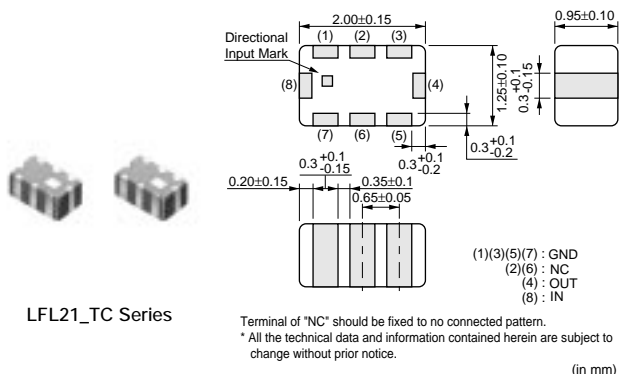 2.00±0.15
0.95±0.10
Directional
Input Mark
(1)
(2)
(3)
(8)
(4)
(7)
(6)
(5)
1.25±0.10
0.3 +0.1 -0.15
0.3 +0.1 -0.2
0.3 +0.1 -0.2
0.3 +0.1 -0.15
0.20±0.15
0.35±0.1
0.65±0.05
(1)(3)(5)(7) : GND
(2)(6) : NC
(4) : OUT
(8) : IN
LFL21_TC Series
Terminal of "NC" should be fixed to no connected pattern.
* All the technical data and information contained herein are subject to
change without prior notice.
(in mm)